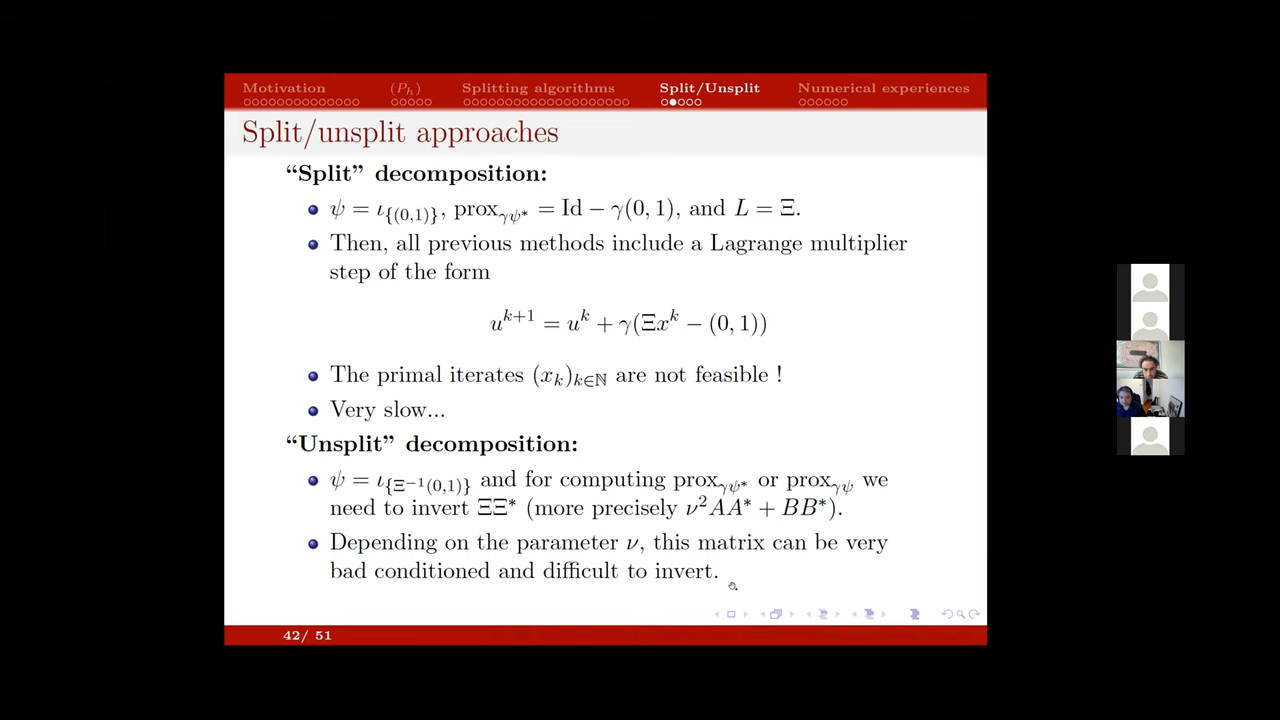 Motivation (P_h) Splitting algorithms Split/Unsplit Numerical experiences
Split/unsplit approaches
“Split” decomposition:
ψ = ι_{{(0,1)}}, prox_{γψ*} = Id − γ(0, 1), and L = Ξ.
Then, all previous methods include a Lagrange multiplier
step of the form
u^{k+1} = u^k + γ(Ξx^k − (0, 1))
The primal iterates (x_k)_{k∈ℕ} are not feasible !
Very slow...
“Unsplit” decomposition:
ψ = ι_{{Ξ^{−1}(0,1)}} and for computing prox_{γψ*} or prox_{γψ} we
need to invert ΞΞ* (more precisely ν²AA* + BB*).
Depending on the parameter ν, this matrix can be very
bad conditioned and difficult to invert.
42/ 51